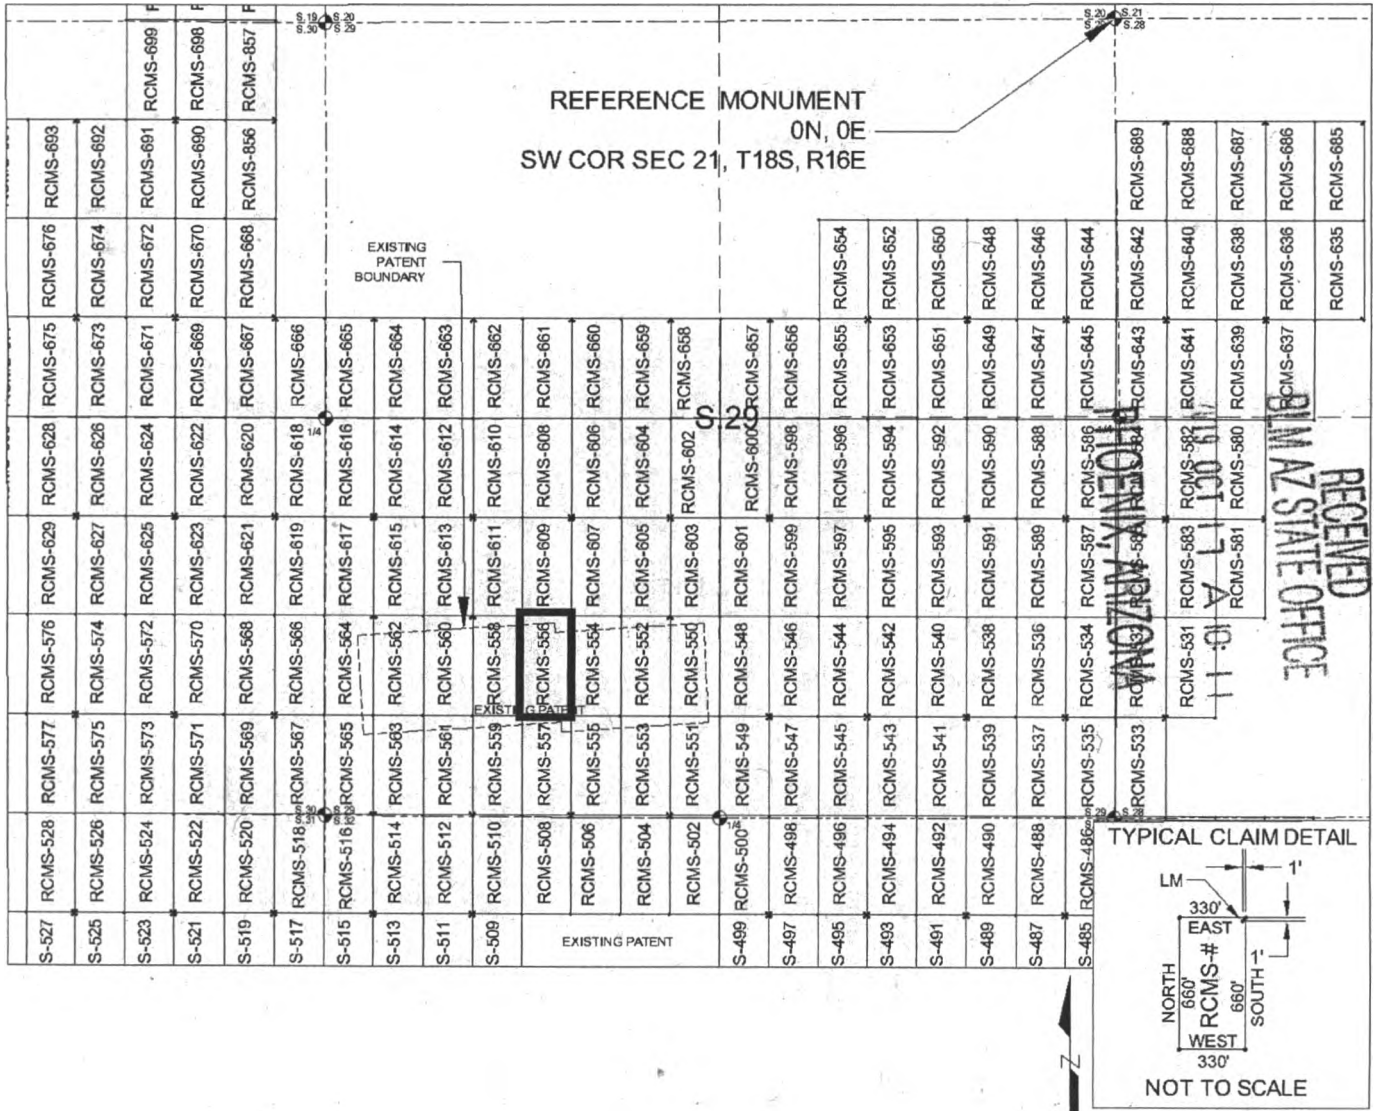 S.19 S.20
S.30 S.29
S.20 S.21
S.28
REFERENCE MONUMENT
0N, 0E
SW COR SEC 21, T18S, R16E
RCMS-699
RCMS-698
RCMS-857
RCMS-693
RCMS-692
RCMS-691
RCMS-690
RCMS-856
RCMS-689
RCMS-688
RCMS-687
RCMS-686
RCMS-685
RCMS-676
RCMS-674
RCMS-672
RCMS-670
RCMS-668
EXISTING
PATENT
BOUNDARY
RCMS-654
RCMS-652
RCMS-650
RCMS-648
RCMS-646
RCMS-644
RCMS-642
RCMS-640
RCMS-638
RCMS-636
RCMS-635
RCMS-675
RCMS-673
RCMS-671
RCMS-669
RCMS-667
RCMS-666
RCMS-665
RCMS-664
RCMS-663
RCMS-662
RCMS-661
RCMS-660
RCMS-659
RCMS-658
RCMS-657
RCMS-656
RCMS-655
RCMS-653
RCMS-651
RCMS-649
RCMS-647
RCMS-645
RCMS-643
RCMS-641
RCMS-639
RCMS-637
S.29
1/4
RCMS-628
RCMS-626
RCMS-624
RCMS-622
RCMS-620
RCMS-618
RCMS-616
RCMS-614
RCMS-612
RCMS-610
RCMS-608
RCMS-606
RCMS-604
RCMS-602
RCMS-600
RCMS-598
RCMS-596
RCMS-594
RCMS-592
RCMS-590
RCMS-588
RCMS-586
RCMS-584
RCMS-582
RCMS-580
RECEIVED
BLM AZ STATE OFFICE
OCT 17 A 10: 11
PHOENIX, ARIZONA
RCMS-629
RCMS-627
RCMS-625
RCMS-623
RCMS-621
RCMS-619
RCMS-617
RCMS-615
RCMS-613
RCMS-611
RCMS-609
RCMS-607
RCMS-605
RCMS-603
RCMS-601
RCMS-599
RCMS-597
RCMS-595
RCMS-593
RCMS-591
RCMS-589
RCMS-587
RCMS-585
RCMS-583
RCMS-581
RCMS-576
RCMS-574
RCMS-572
RCMS-570
RCMS-568
RCMS-566
RCMS-564
RCMS-562
RCMS-560
RCMS-558
RCMS-556
RCMS-554
RCMS-552
RCMS-550
RCMS-548
RCMS-546
RCMS-544
RCMS-542
RCMS-540
RCMS-538
RCMS-536
RCMS-534
RCMS-532
RCMS-531
EXISTING PATENT
RCMS-577
RCMS-575
RCMS-573
RCMS-571
RCMS-569
RCMS-567
RCMS-565
RCMS-563
RCMS-561
RCMS-559
RCMS-557
RCMS-555
RCMS-553
RCMS-551
RCMS-549
RCMS-547
RCMS-545
RCMS-543
RCMS-541
RCMS-539
RCMS-537
RCMS-535
RCMS-533
S.31
1/4
S.29 S.28
RCMS-528
RCMS-526
RCMS-524
RCMS-522
RCMS-520
RCMS-518
RCMS-516
RCMS-514
RCMS-512
RCMS-510
RCMS-508
RCMS-506
RCMS-504
RCMS-502
RCMS-500
RCMS-498
RCMS-496
RCMS-494
RCMS-492
RCMS-490
RCMS-488
RCMS-486
S-527
S-525
S-523
S-521
S-519
S-517
S-515
S-513
S-511
S-509
EXISTING PATENT
S-499
S-497
S-495
S-493
S-491
S-489
S-487
S-485
TYPICAL CLAIM DETAIL
1'
LM
330'
EAST
NORTH
660'
RCMS-#
660'
SOUTH
1'
WEST
330'
NOT TO SCALE
Z